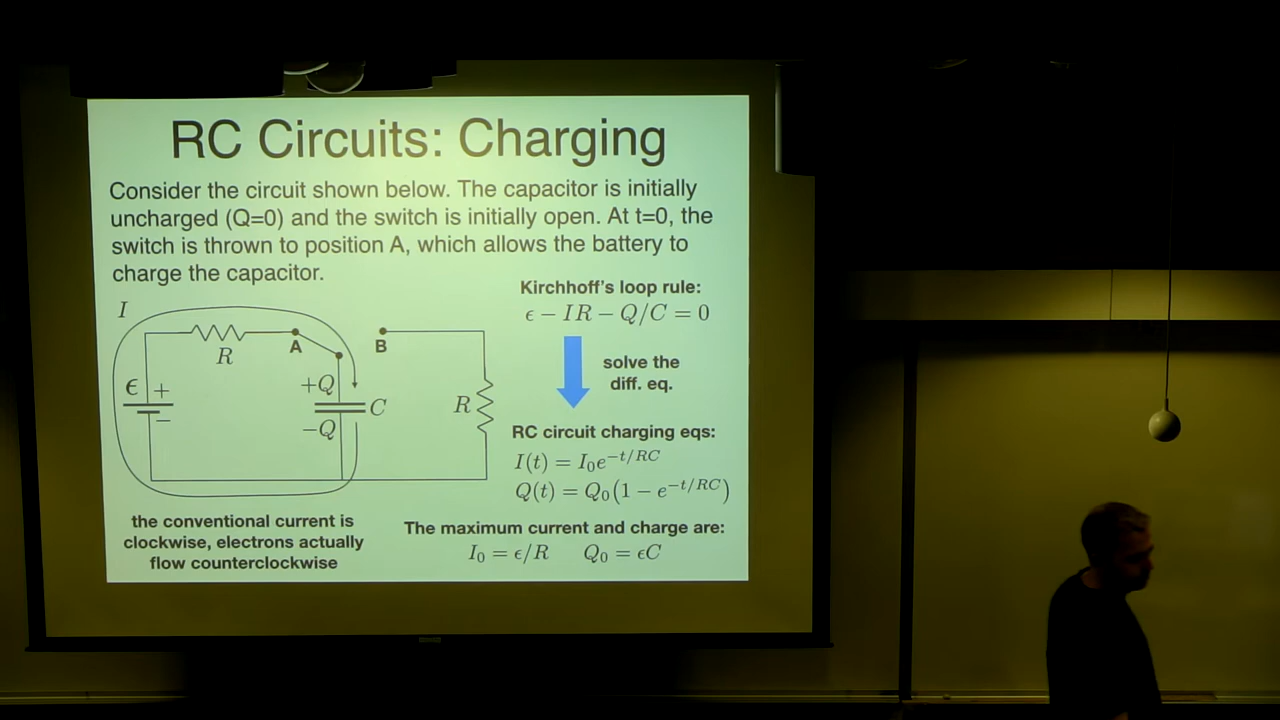 RC Circuits: Charging
Consider the circuit shown below. The capacitor is initially
uncharged (Q=0) and the switch is initially open. At t=0, the
switch is thrown to position A, which allows the battery to
charge the capacitor.
Kirchhoff's loop rule:
ϵ − IR − Q/C = 0
solve the
diff. eq.
RC circuit charging eqs:
I(t) = I₀e^{−t/RC}
Q(t) = Q₀(1 − e^{−t/RC})
The maximum current and charge are:
I₀ = ϵ/R Q₀ = ϵC
I
R
A
B
ϵ
+
−
+Q
−Q
C
R
the conventional current is
clockwise, electrons actually
flow counterclockwise